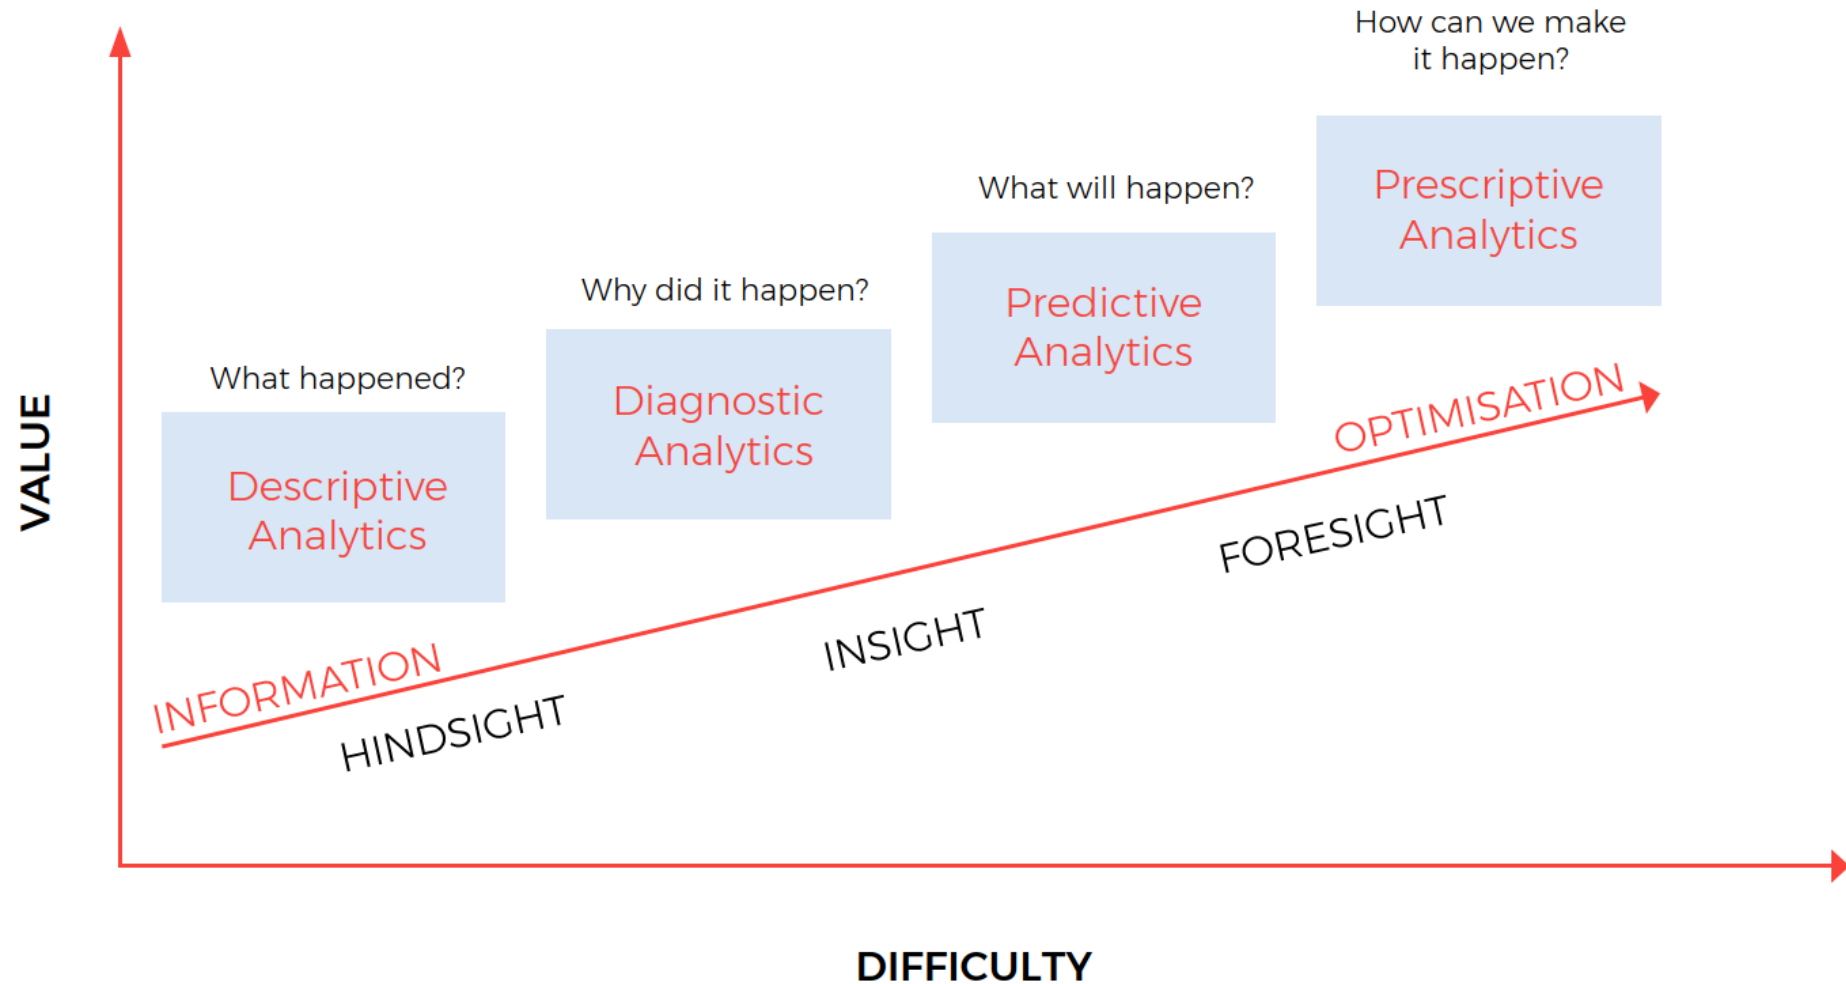 How can we make
it happen?
Prescriptive
Analytics
What will happen?
Predictive
Analytics
Why did it happen?
Diagnostic
Analytics
What happened?
Descriptive
Analytics
VALUE
OPTIMISATION
FORESIGHT
INSIGHT
INFORMATION
HINDSIGHT
DIFFICULTY